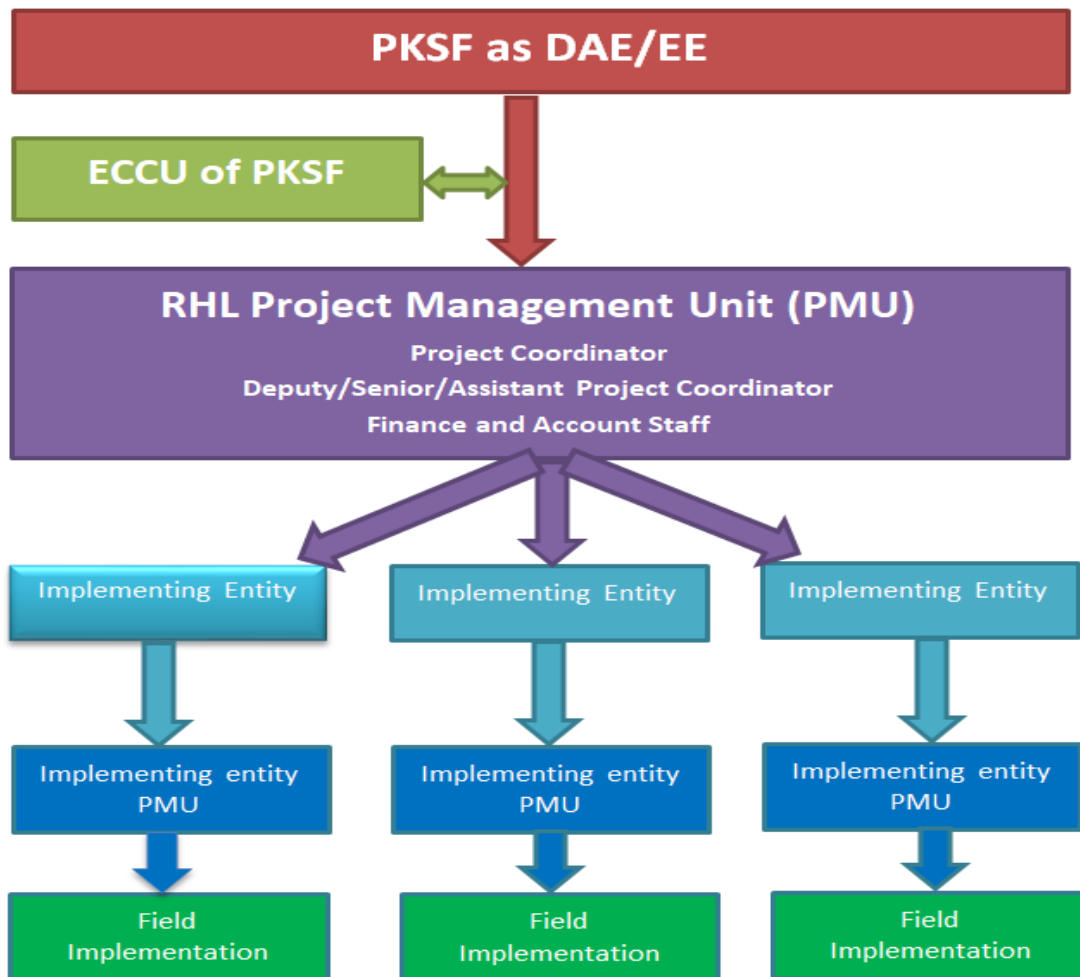 PKSF as DAE/EE
ECCU of PKSF
RHL Project Management Unit (PMU)
Project Coordinator
Deputy/Senior/Assistant Project Coordinator
Finance and Account Staff
Implementing Entity
Implementing Entity
Implementing Entity
Implementing entity
PMU
Implementing entity
PMU
Implementing entity
PMU
Field
Implementation
Field
Implementation
Field
Implementation